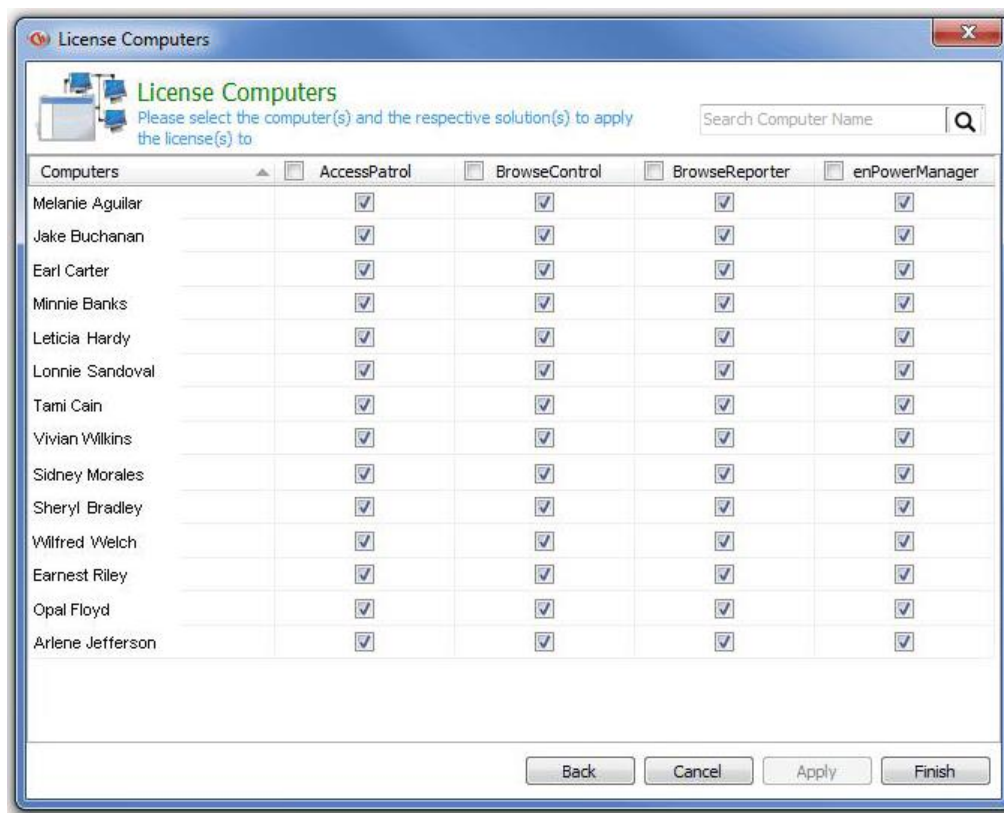 License Computers
License Computers
Please select the computer(s) and the respective solution(s) to apply
the license(s) to
Search Computer Name
Computers AccessPatrol BrowseControl BrowseReporter enPowerManager
Melanie Aguilar
Jake Buchanan
Earl Carter
Minnie Banks
Leticia Hardy
Lonnie Sandoval
Tami Cain
Vivian Wilkins
Sidney Morales
Sheryl Bradley
Wilfred Welch
Earnest Riley
Opal Floyd
Arlene Jefferson
Back Cancel Apply Finish